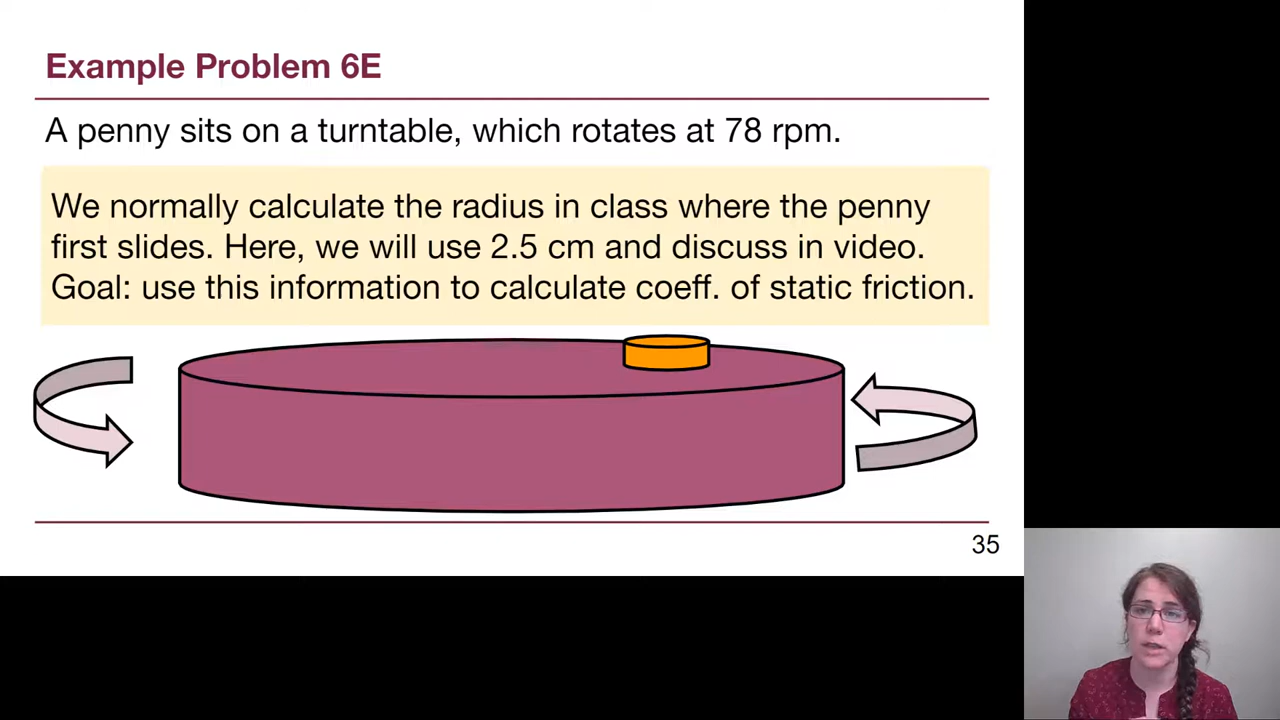 Example Problem 6E
A penny sits on a turntable, which rotates at 78 rpm.
We normally calculate the radius in class where the penny
first slides. Here, we will use 2.5 cm and discuss in video.
Goal: use this information to calculate coeff. of static friction.
35